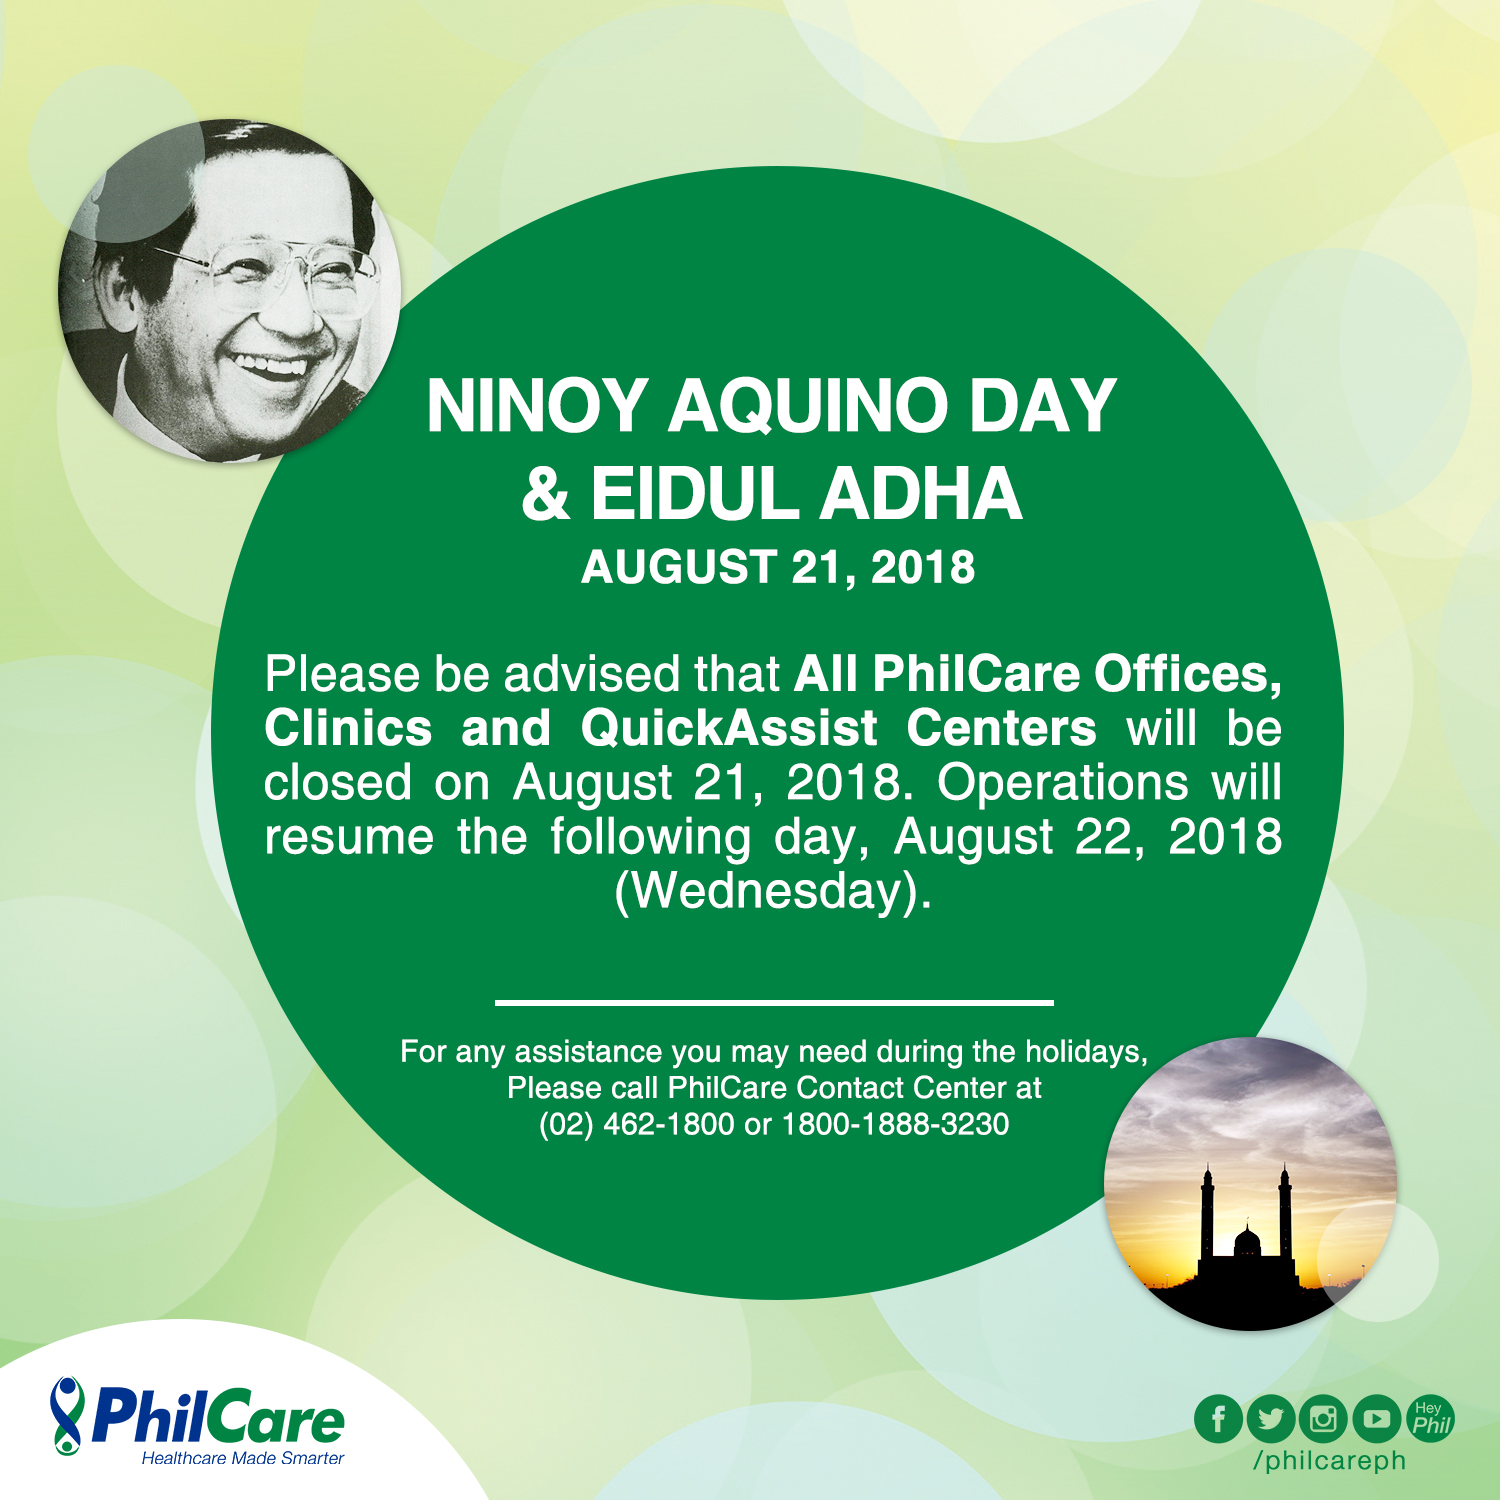 NINOY AQUINO DAY
& EIDUL ADHA
AUGUST 21, 2018
Please be advised that All PhilCare Offices,
Clinics and QuickAssist Centers will be
closed on August 21, 2018. Operations will
resume the following day, August 22, 2018
(Wednesday).
For any assistance you may need during the holidays,
Please call PhilCare Contact Center at
(02) 462-1800 or 1800-1888-3230
PhilCare
Healthcare Made Smarter
Hey
Phil
/philcareph